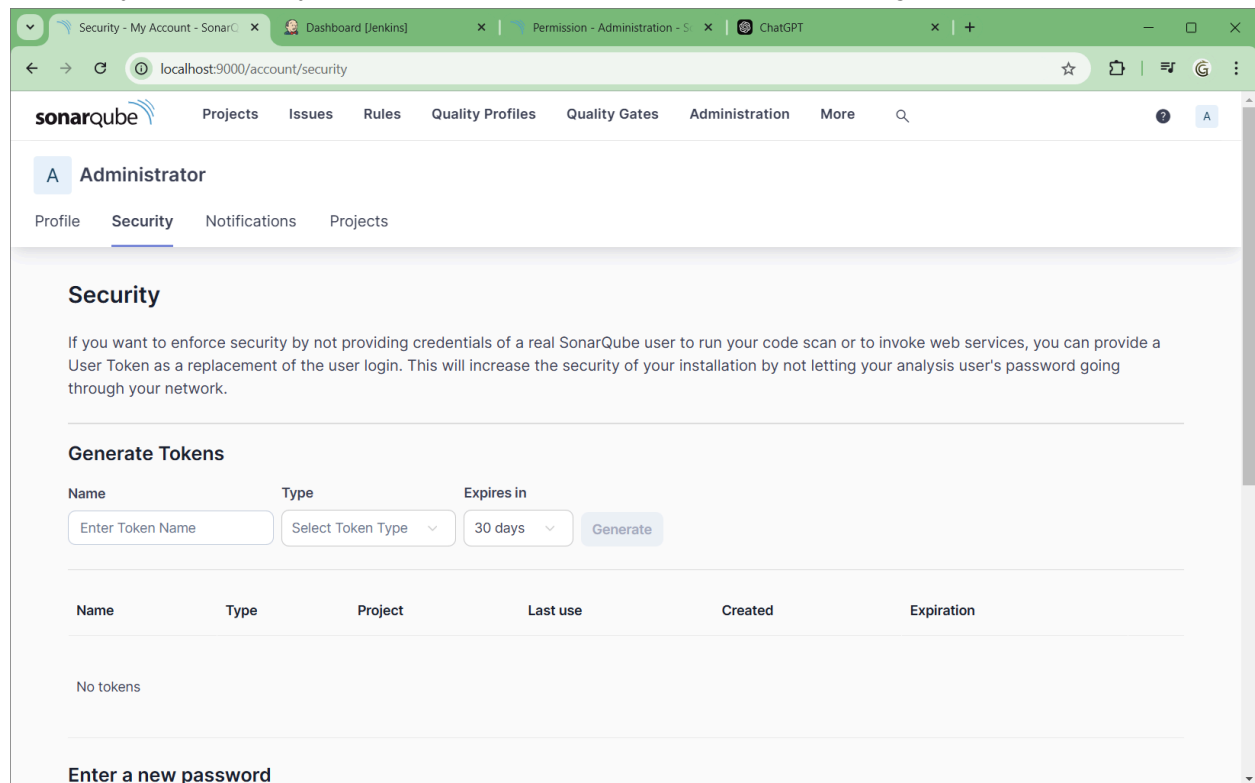 Security - My Account - SonarQ
Dashboard [Jenkins]
Permission - Administration - S
ChatGPT
localhost:9000/account/security
G
sonarqube
Projects
Issues
Rules
Quality Profiles
Quality Gates
Administration
More
?
A
A
Administrator
Profile
Security
Notifications
Projects
Security
If you want to enforce security by not providing credentials of a real SonarQube user to run your code scan or to invoke web services, you can provide a
User Token as a replacement of the user login. This will increase the security of your installation by not letting your analysis user's password going
through your network.
Generate Tokens
Name
Type
Expires in
Enter Token Name
Select Token Type
30 days
Generate
Name
Type
Project
Last use
Created
Expiration
No tokens
Enter a new password